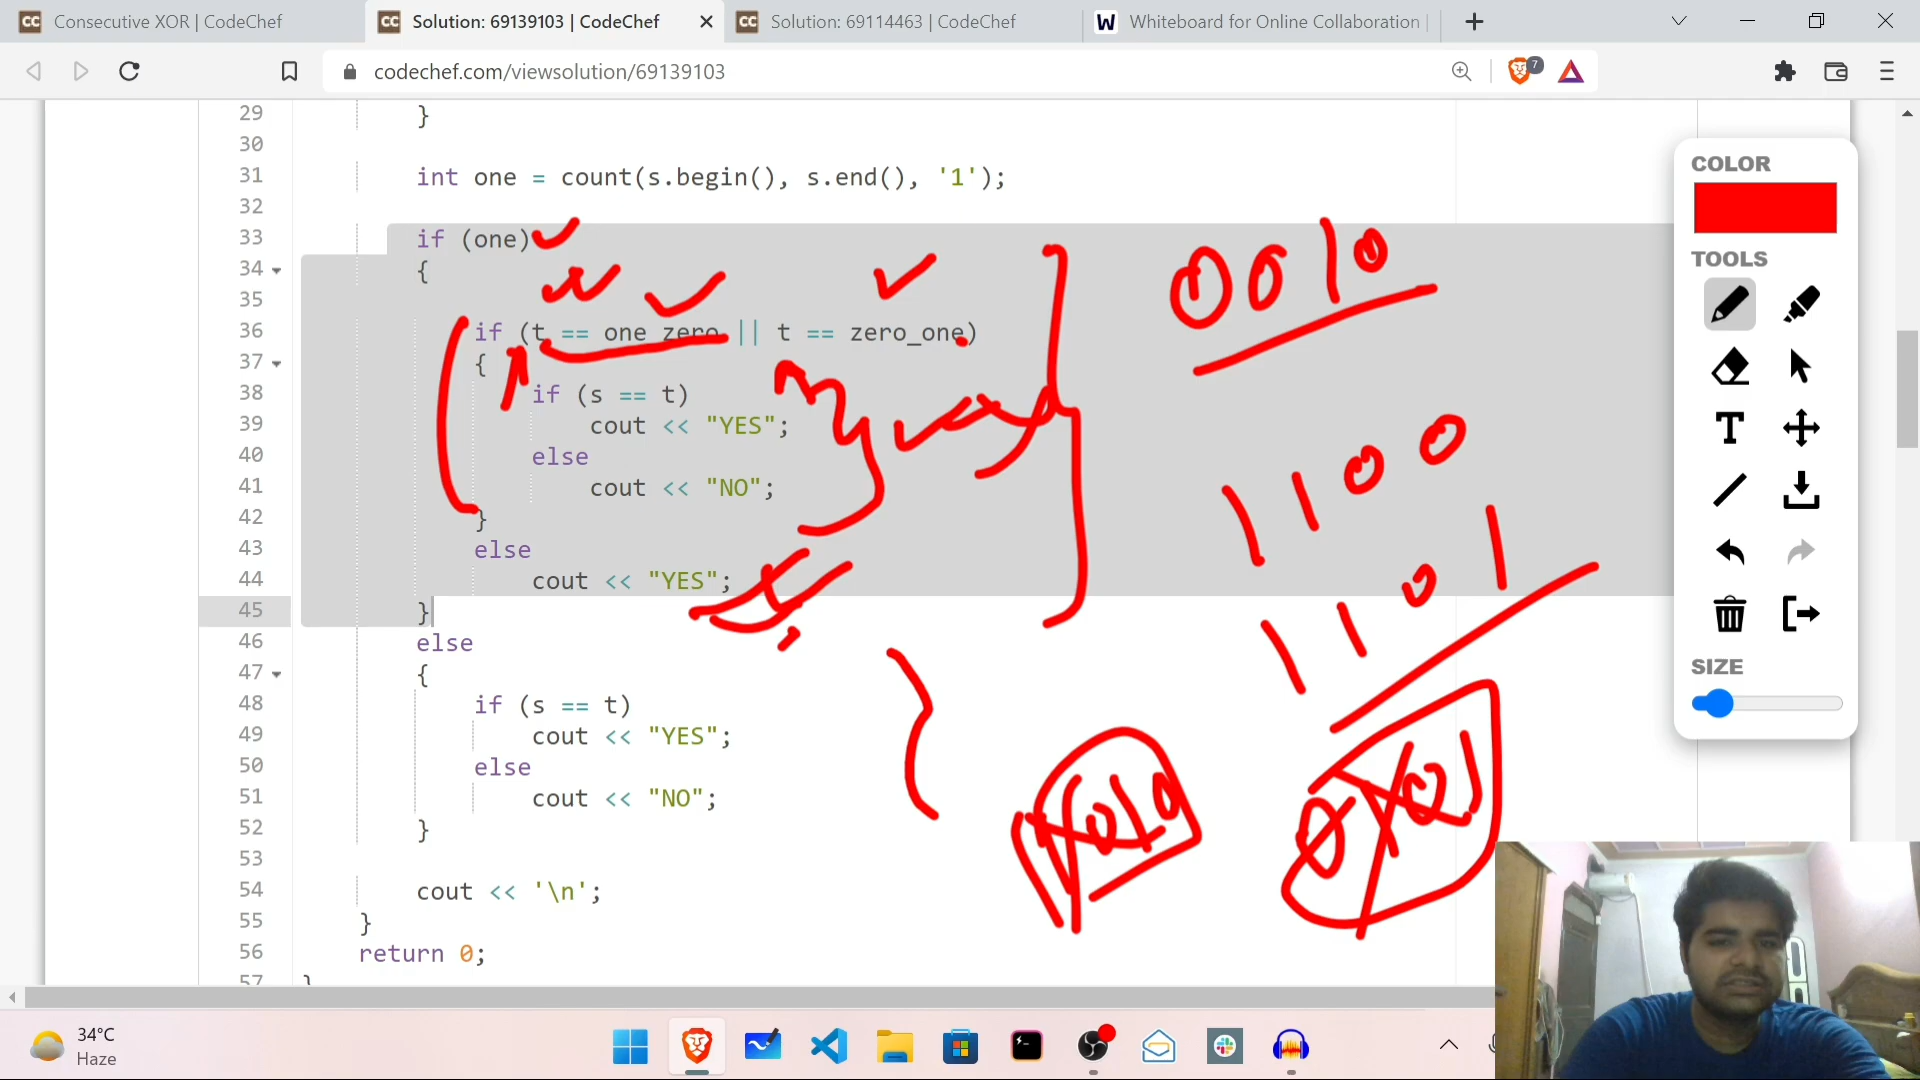 Consecutive XOR | CodeChef
Solution: 69139103 | CodeChef
Solution: 69114463 | CodeChef
Whiteboard for Online Collaboration
codechef.com/viewsolution/69139103
7
29 }
30
31 int one = count(s.begin(), s.end(), '1');
32
33 if (one)
34 {
35
36 if (t == one_zero || t == zero_one)
37 {
38 if (s == t)
39 cout << "YES";
40 else
41 cout << "NO";
42 }
43 else
44 cout << "YES";
45 }
46 else
47 {
48 if (s == t)
49 cout << "YES";
50 else
51 cout << "NO";
52 }
53
54 cout << '\n';
55 }
56 return 0;
57 }
0010
1100
1101
COLOR
TOOLS
T
SIZE
34°C
Haze